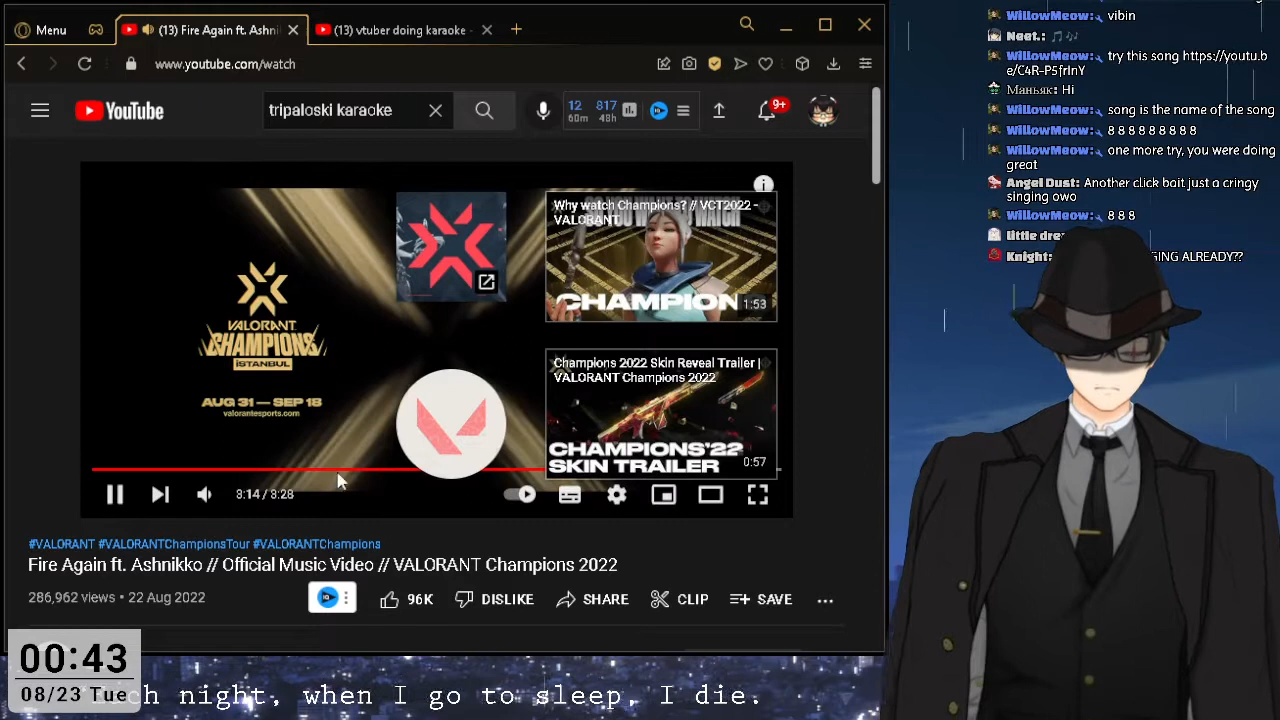 Menu
(13) Fire Again ft. Ashni
(13) vtuber doing karaoke -
www.youtube.com/watch
YouTube
tripaloski karaoke
12 817
60m 48h
9+
Why watch Champions? // VCT2022 -
VALORANT
CHAMPION
1:53
VALORANT
CHAMPIONS
ISTANBUL
AUG 31 — SEP 18
valorantesports.com
Champions 2022 Skin Reveal Trailer |
VALORANT Champions 2022
CHAMPIONS'22
SKIN TRAILER
0:57
3:14 / 3:28
#VALORANT #VALORANTChampionsTour #VALORANTChampions
Fire Again ft. Ashnikko // Official Music Video // VALORANT Champions 2022
286,962 views • 22 Aug 2022
96K
DISLIKE
SHARE
CLIP
SAVE
00:43
08/23 Tue
night, when I go to sleep, I die.
WillowMeow: vibin
Neet.: 🎵🎶
WillowMeow: try this song https://youtu.b
e/C4R-P5frInY
Маньяк: Hi
WillowMeow: song is the name of the song
WillowMeow: 8 8 8 8 8 8 8 8 8
WillowMeow: one more try, you were doing
great
Angel Dust: Another click bait just a cringy
singing owo
WillowMeow: 8 8 8
little
Knight: ALREADY??